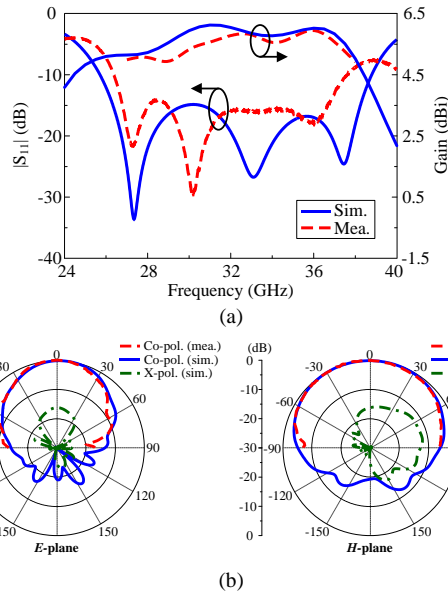 0
-10
-20
-30
-40
|S11| (dB)
6.5
4.5
2.5
0.5
-1.5
Gain (dBi)
Sim.
Mea.
24
28
32
36
40
Frequency (GHz)
(a)
Co-pol. (mea.)
Co-pol. (sim.)
X-pol. (sim.)
0
30
60
90
120
150
150
E-plane
(dB)
0
-10
-20
-30
-20
-10
0
0
-30
30
-60
-90
-120
-150
150
H-plane
(b)